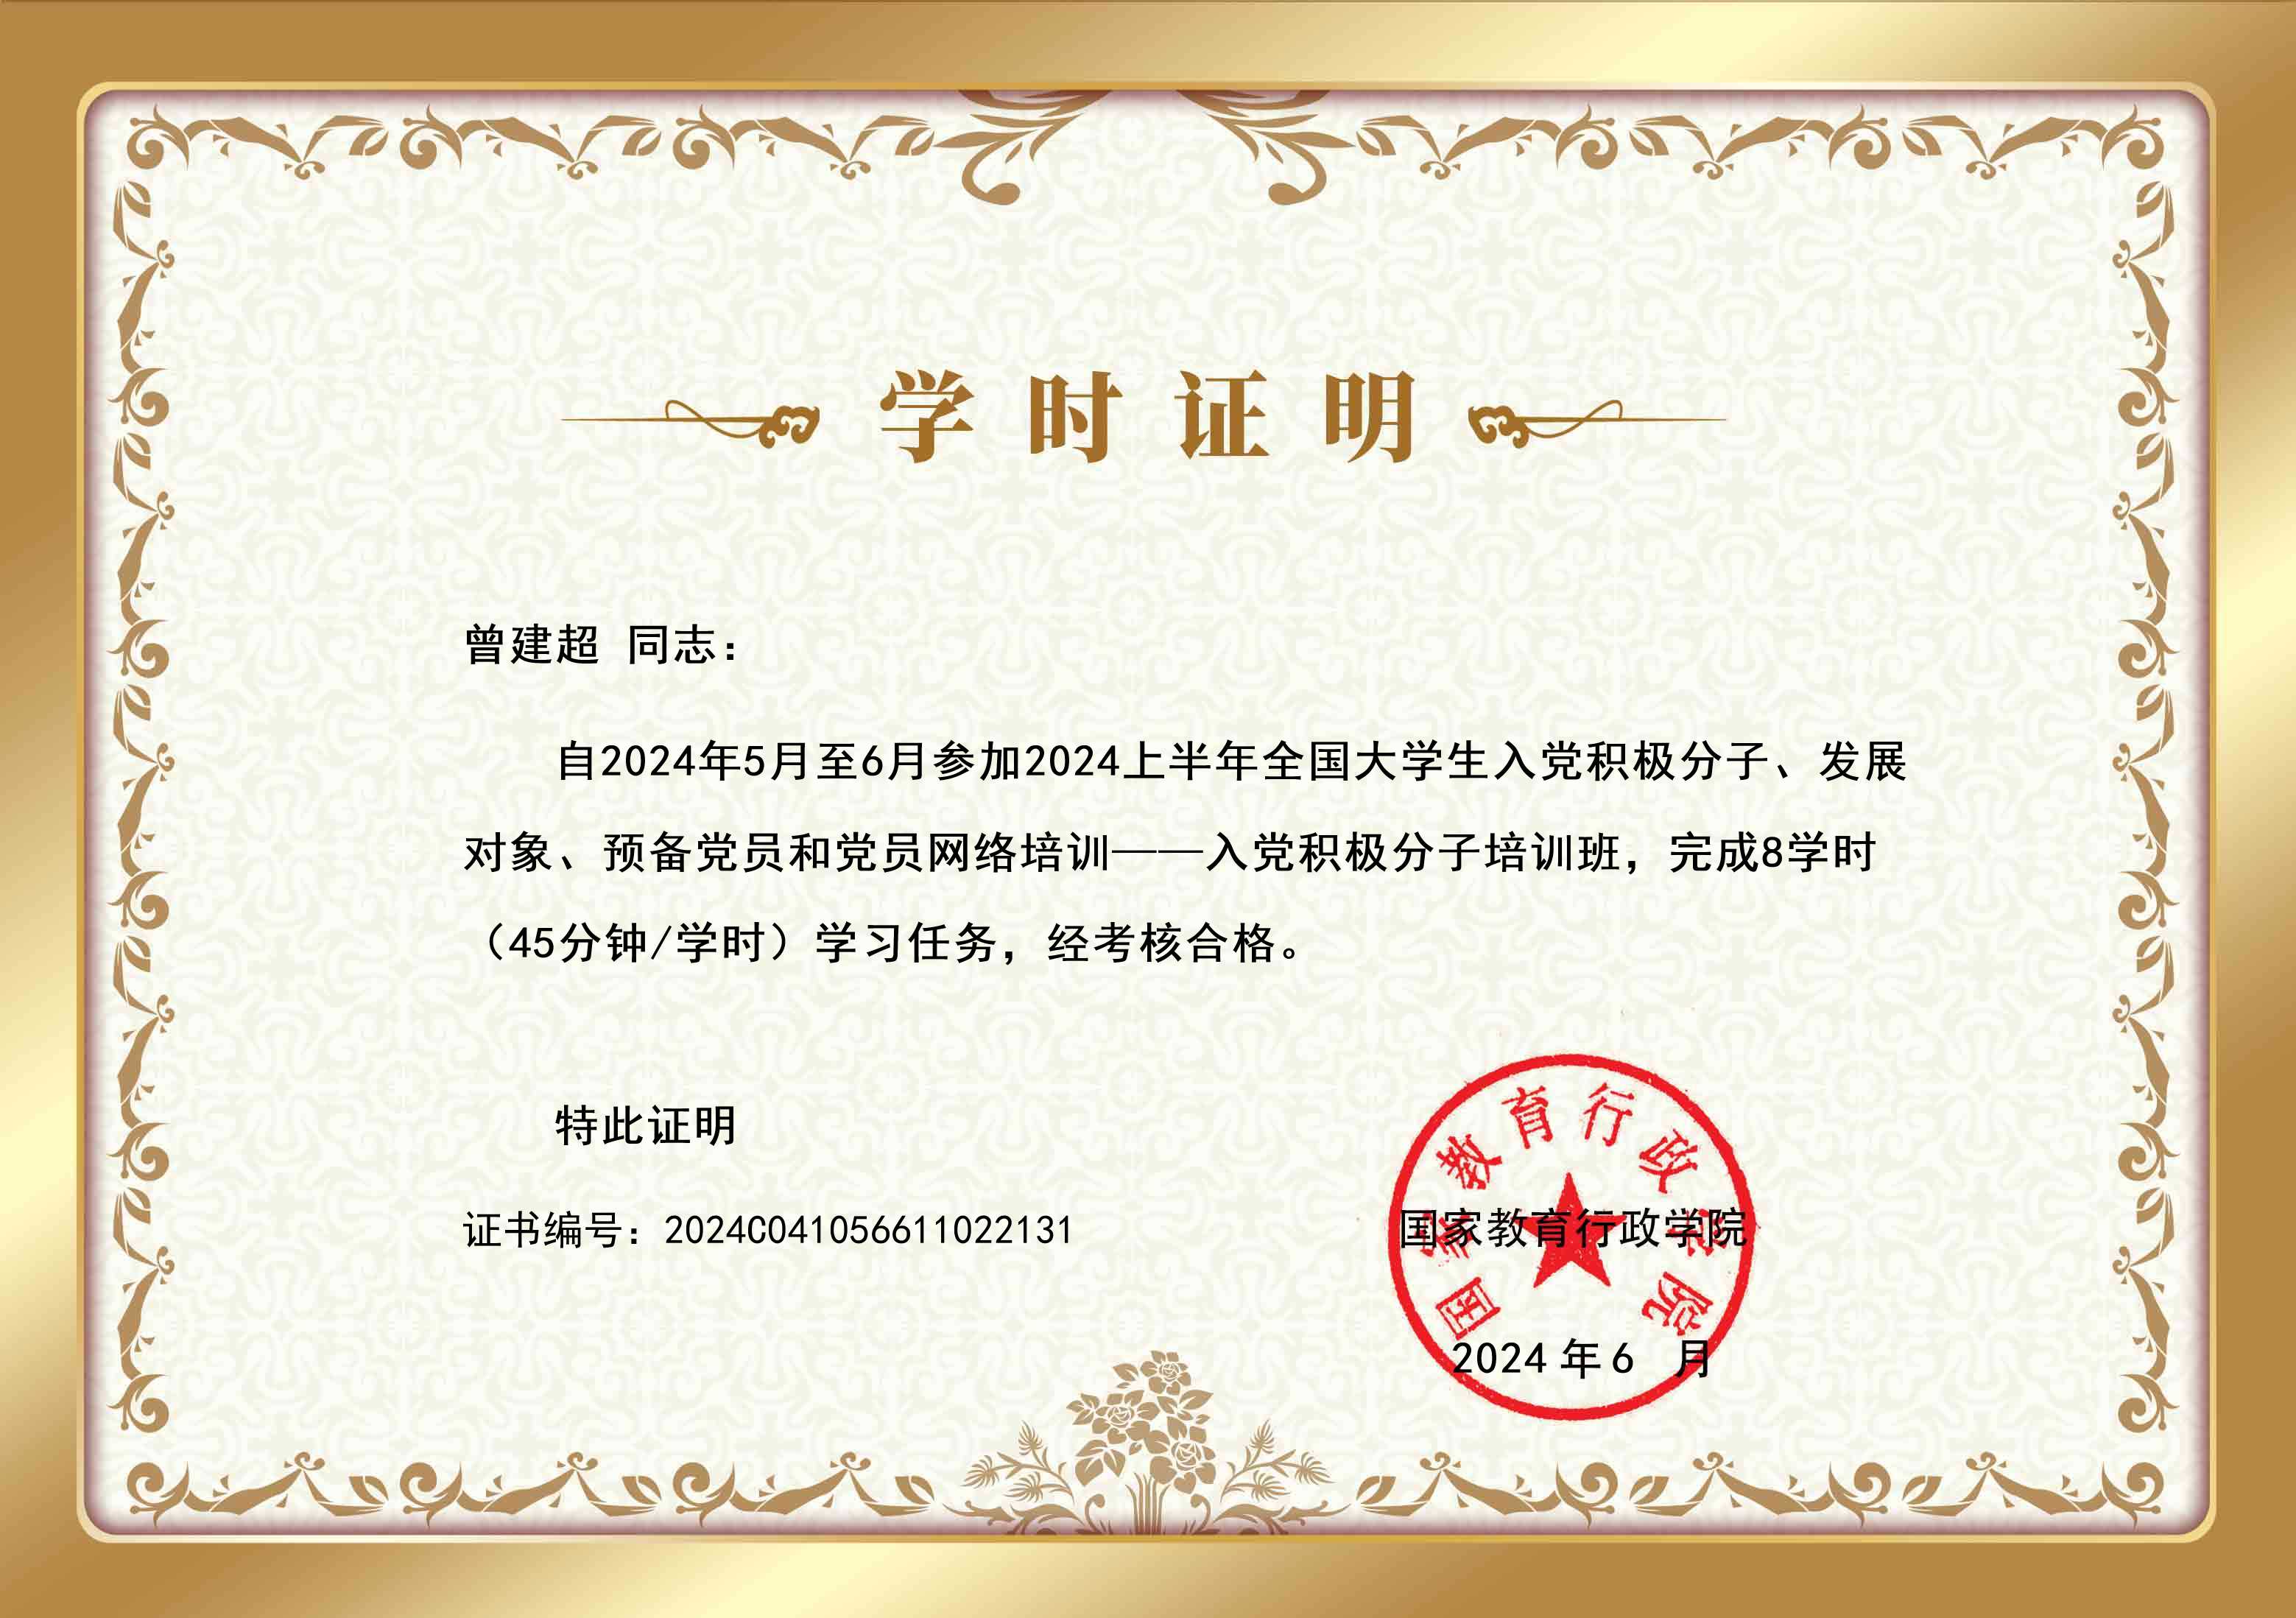 学时证明
曾建超 同志：
自2024年5月至6月参加2024上半年全国大学生入党积极分子、发展
对象、预备党员和党员网络培训——入党积极分子培训班，完成8学时
（45分钟/学时）学习任务，经考核合格。
特此证明
证书编号：2024C041056611022131
国家教育行政学院
国家教育行政学院
2024 年 6 月